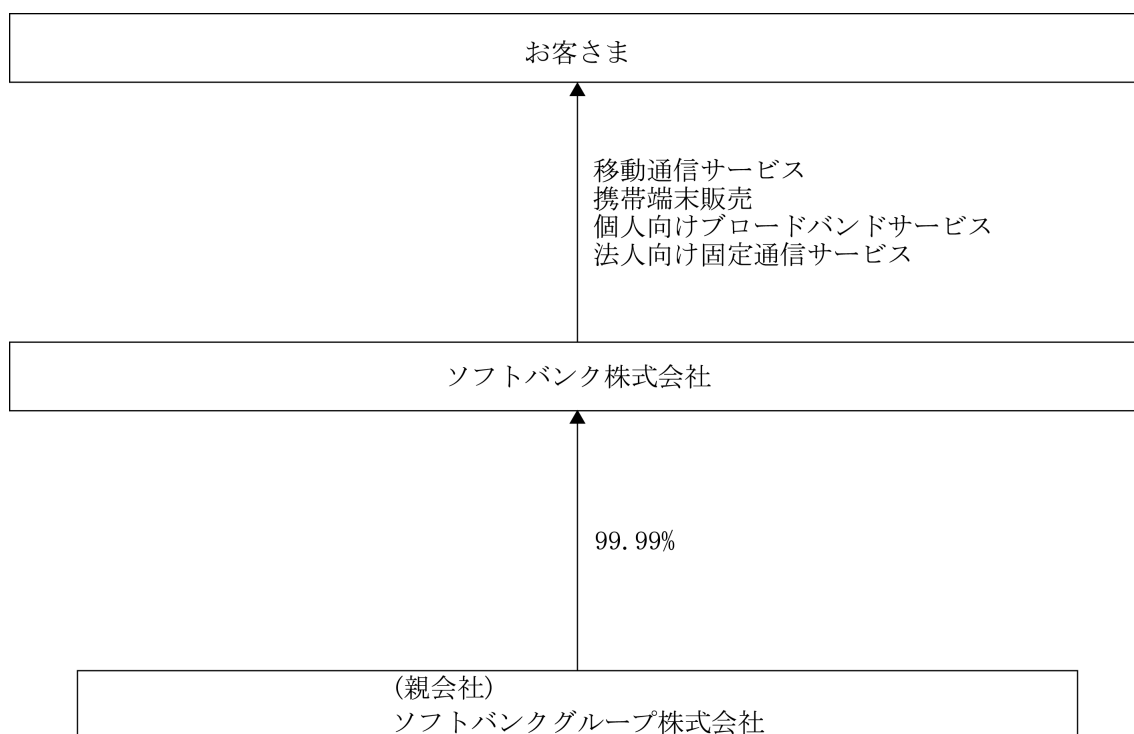 お客さま
移動通信サービス
携帯端末販売
個人向けブロードバンドサービス
法人向け固定通信サービス
ソフトバンク株式会社
99.99%
(親会社)
ソフトバンクグループ株式会社